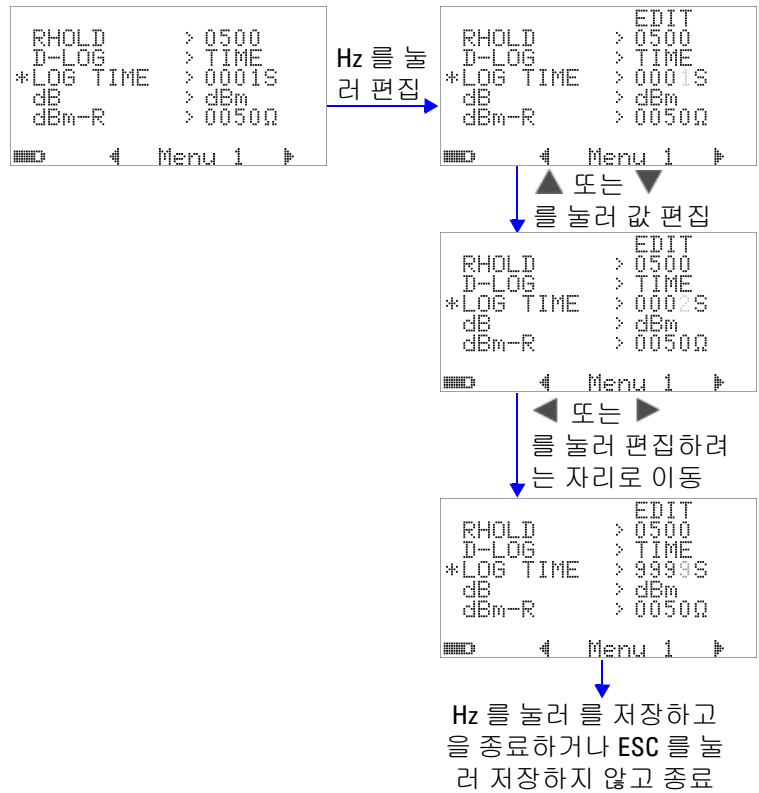 RHOLD > 0500
D-LOG > TIME
*LOG TIME > 0001S
dB > dBm
dBm-R > 0050Ω
Menu 1
Hz 를 눌
러 편집
EDIT
RHOLD > 0500
D-LOG > TIME
*LOG TIME > 0001S
dB > dBm
dBm-R > 0050Ω
Menu 1
▲ 또는 ▼
를 눌러 값 편집
EDIT
RHOLD > 0500
D-LOG > TIME
*LOG TIME > 0002S
dB > dBm
dBm-R > 0050Ω
Menu 1
◀ 또는 ▶
를 눌러 편집하려
는 자리로 이동
EDIT
RHOLD > 0500
D-LOG > TIME
*LOG TIME > 9999S
dB > dBm
dBm-R > 0050Ω
Menu 1
Hz 를 눌러 를 저장하고
을 종료하거나 ESC 를 눌
러 저장하지 않고 종료